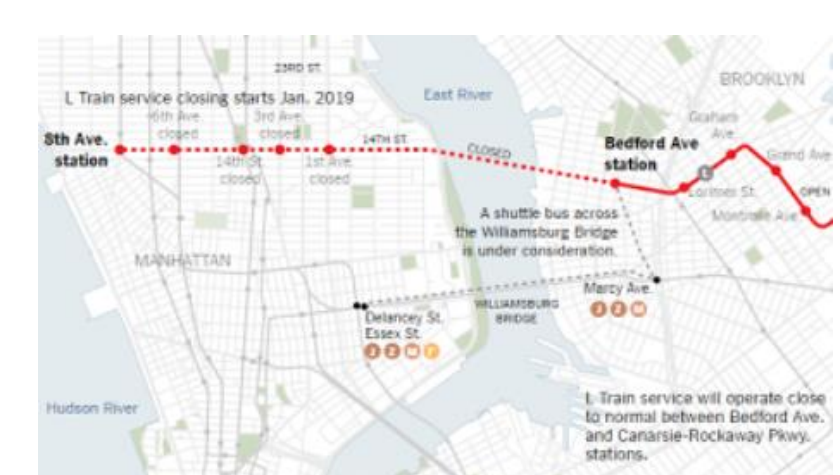 23RD ST.
BROOKLYN
L Train service closing starts Jan. 2019
East River
6th Ave.
closed
3rd Ave.
closed
Graham
Ave.
8th Ave.
station
14TH ST.
CLOSED
Bedford Ave
station
Grand Ave
14th St.
closed
1st Ave.
closed
L
Lorimer St.
OPEN
Montrose Ave.
A shuttle bus across
the Williamsburg Bridge
is under consideration.
MANHATTAN
Marcy Ave.
J Z M
WILLIAMSBURG
BRIDGE
Delancey St.
Essex St.
J Z M F
Hudson River
L Train service will operate close
to normal between Bedford Ave.
and Canarsie-Rockaway Pkwy.
stations.